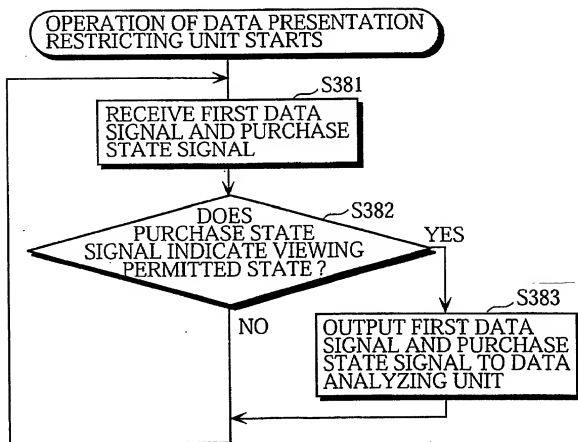 OPERATION OF DATA PRESENTATION
RESTRICTING UNIT STARTS
S381
RECEIVE FIRST DATA
SIGNAL AND PURCHASE
STATE SIGNAL
S382
DOES
PURCHASE STATE
SIGNAL INDICATE VIEWING
PERMITTED STATE ?
YES
NO
S383
OUTPUT FIRST DATA
SIGNAL AND PURCHASE
STATE SIGNAL TO DATA
ANALYZING UNIT